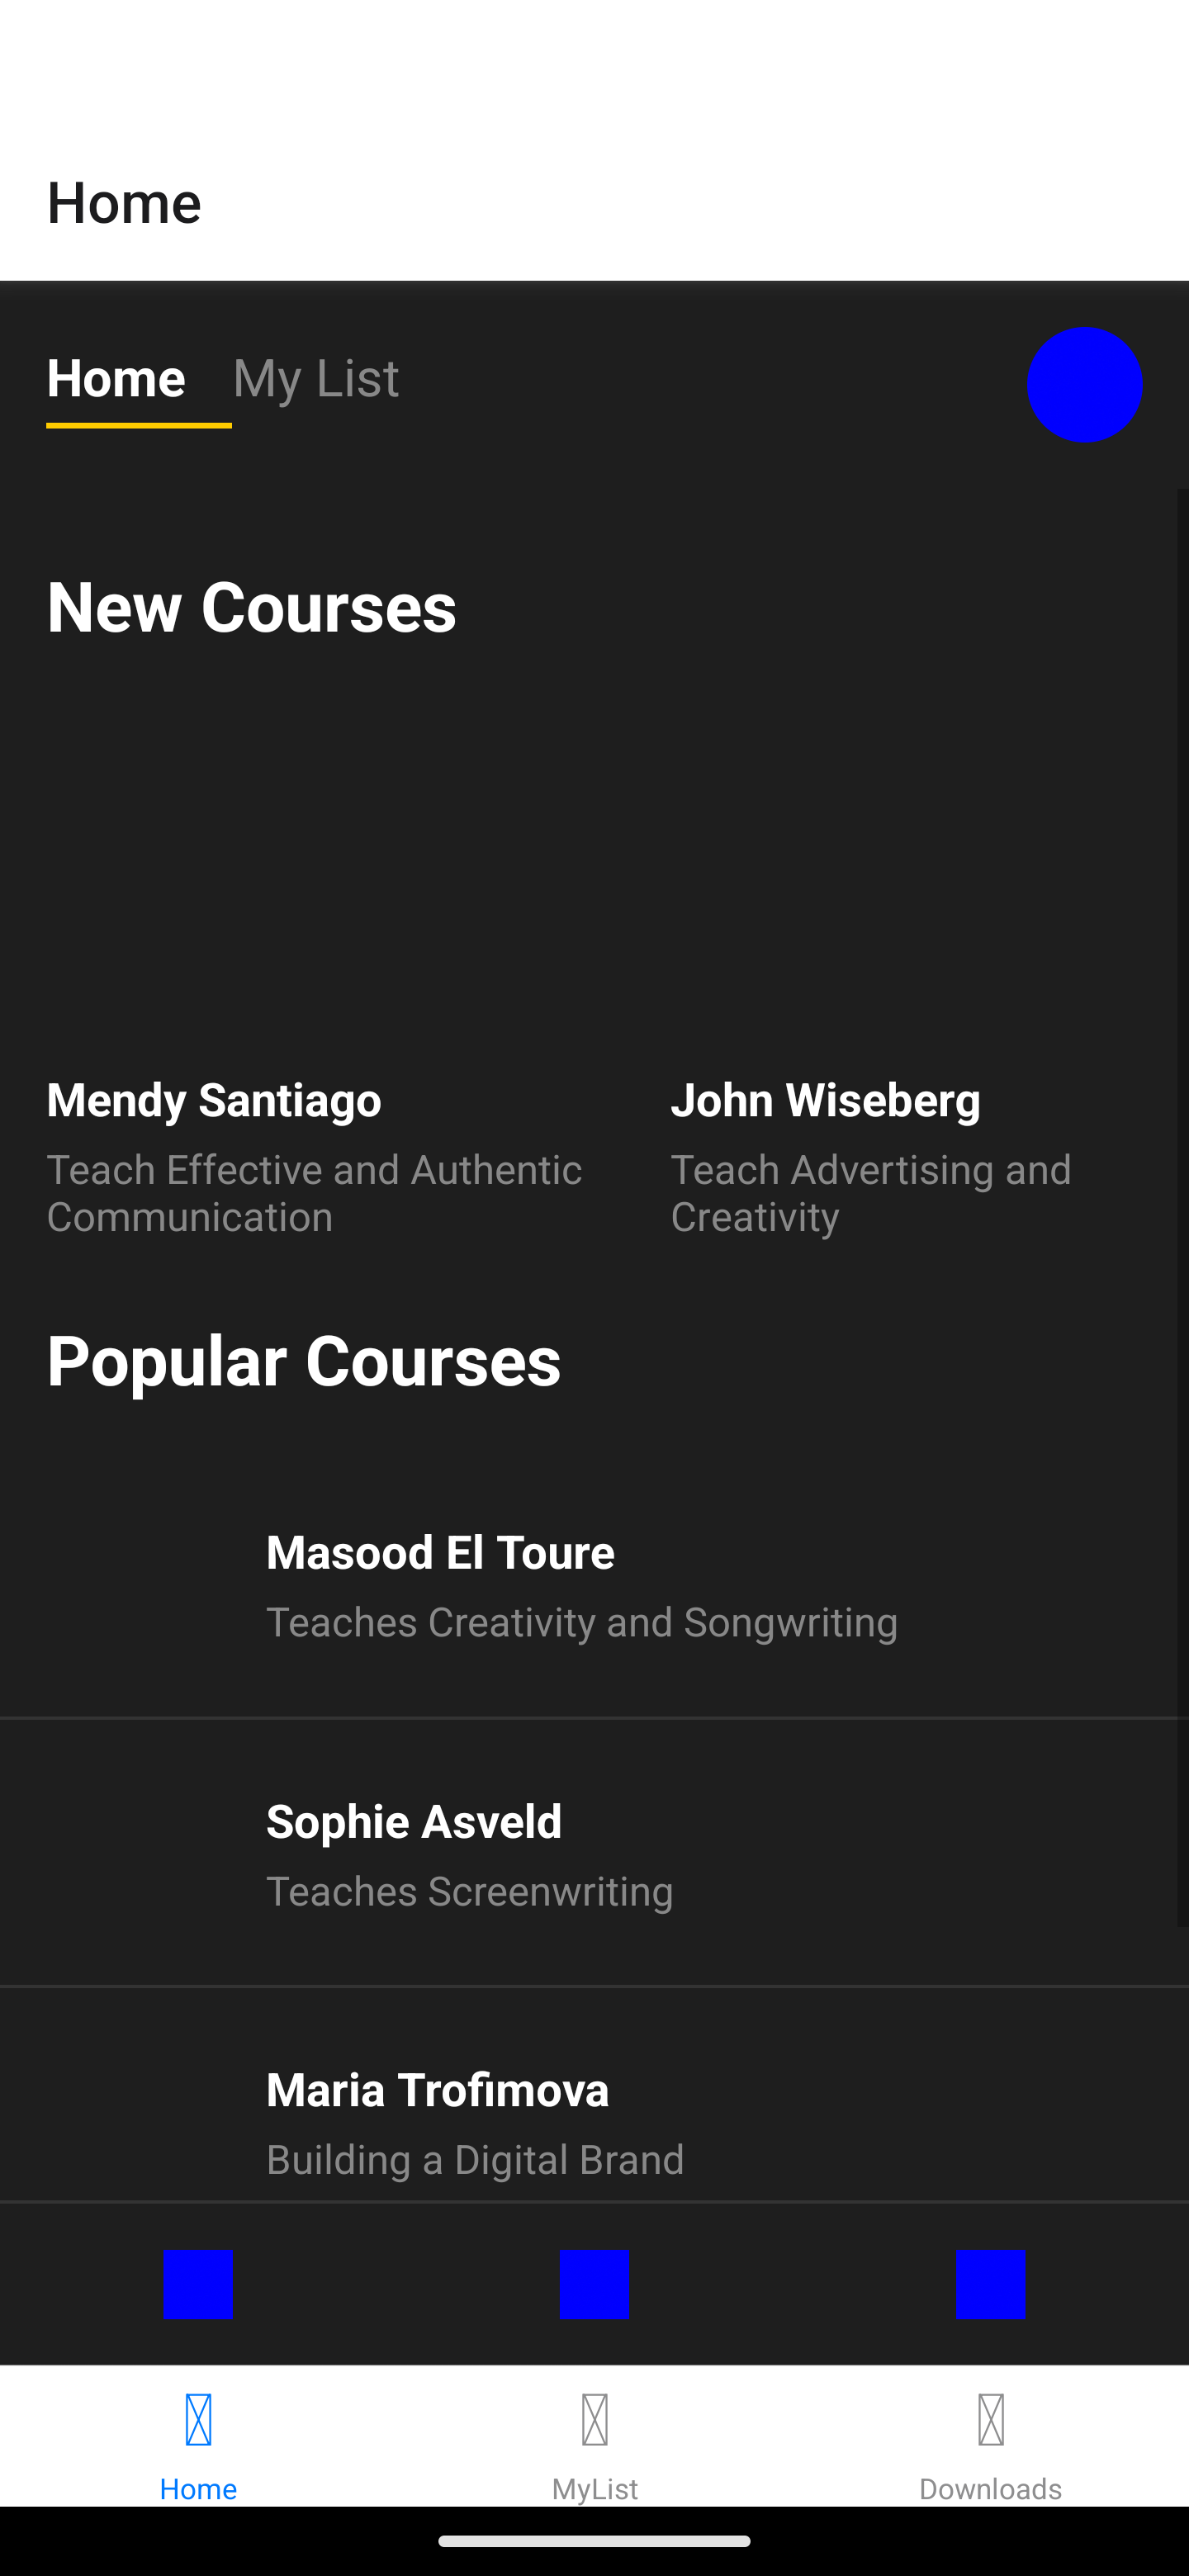 Home
Home
My List
New Courses
Mendy Santiago
Teach Effective and Authentic
Communication
John Wiseberg
Teach Advertising and
Creativity
Popular Courses
Masood El Toure
Teaches Creativity and Songwriting
Sophie Asveld
Teaches Screenwriting
Maria Trofimova
Building a Digital Brand
Home
MyList
Downloads